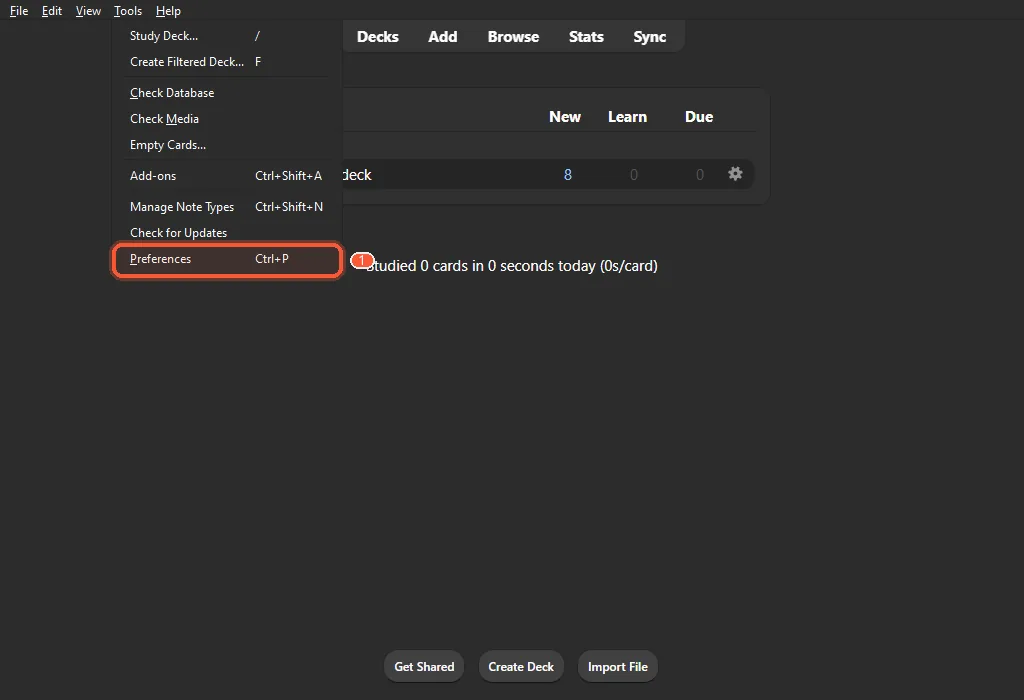 File Edit View Tools Help
Decks Add Browse Stats Sync
Study Deck... /
Create Filtered Deck... F
Check Database
Check Media
Empty Cards...
Add-ons Ctrl+Shift+A
Manage Note Types Ctrl+Shift+N
Check for Updates
Preferences Ctrl+P
1
New Learn Due
deck 8 0 0
Studied 0 cards in 0 seconds today (0s/card)
Get Shared Create Deck Import File